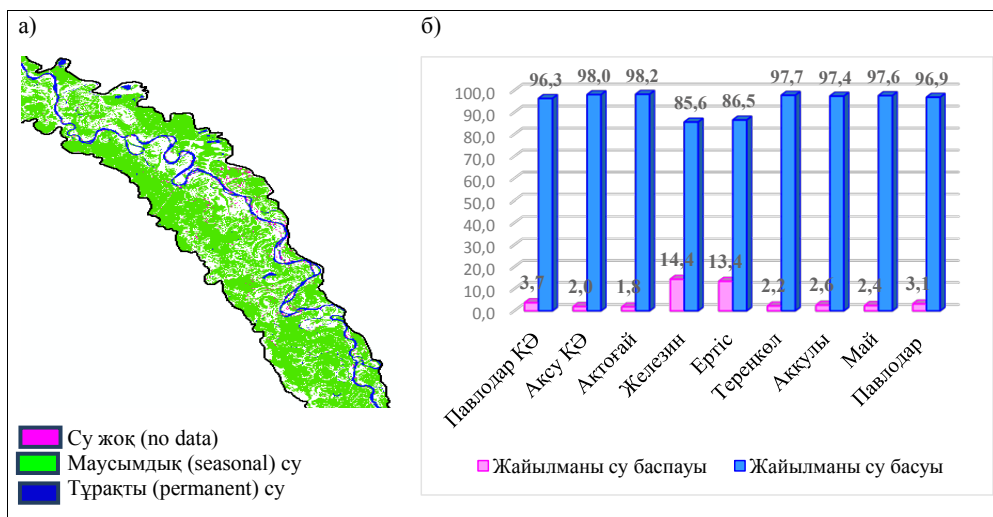 а)
Су жоқ (no data)
Маусымдық (seasonal) су
Тұрақты (permanent) су
б)
96,3 98,0 98,2 85,6 86,5 97,7 97,4 97,6 96,9
100,0
90,0
80,0
70,0
60,0
50,0
40,0
30,0
20,0
10,0
0,0
3,7 2,0 1,8 14,4 13,4 2,2 2,6 2,4 3,1
Павлодар ҚӘ
Аксу ҚӘ
Актоғай
Железин
Ертіс
Теренкөл
Аккулы
Май
Павлодар
Жайылманы су баспауы Жайылманы су басуы